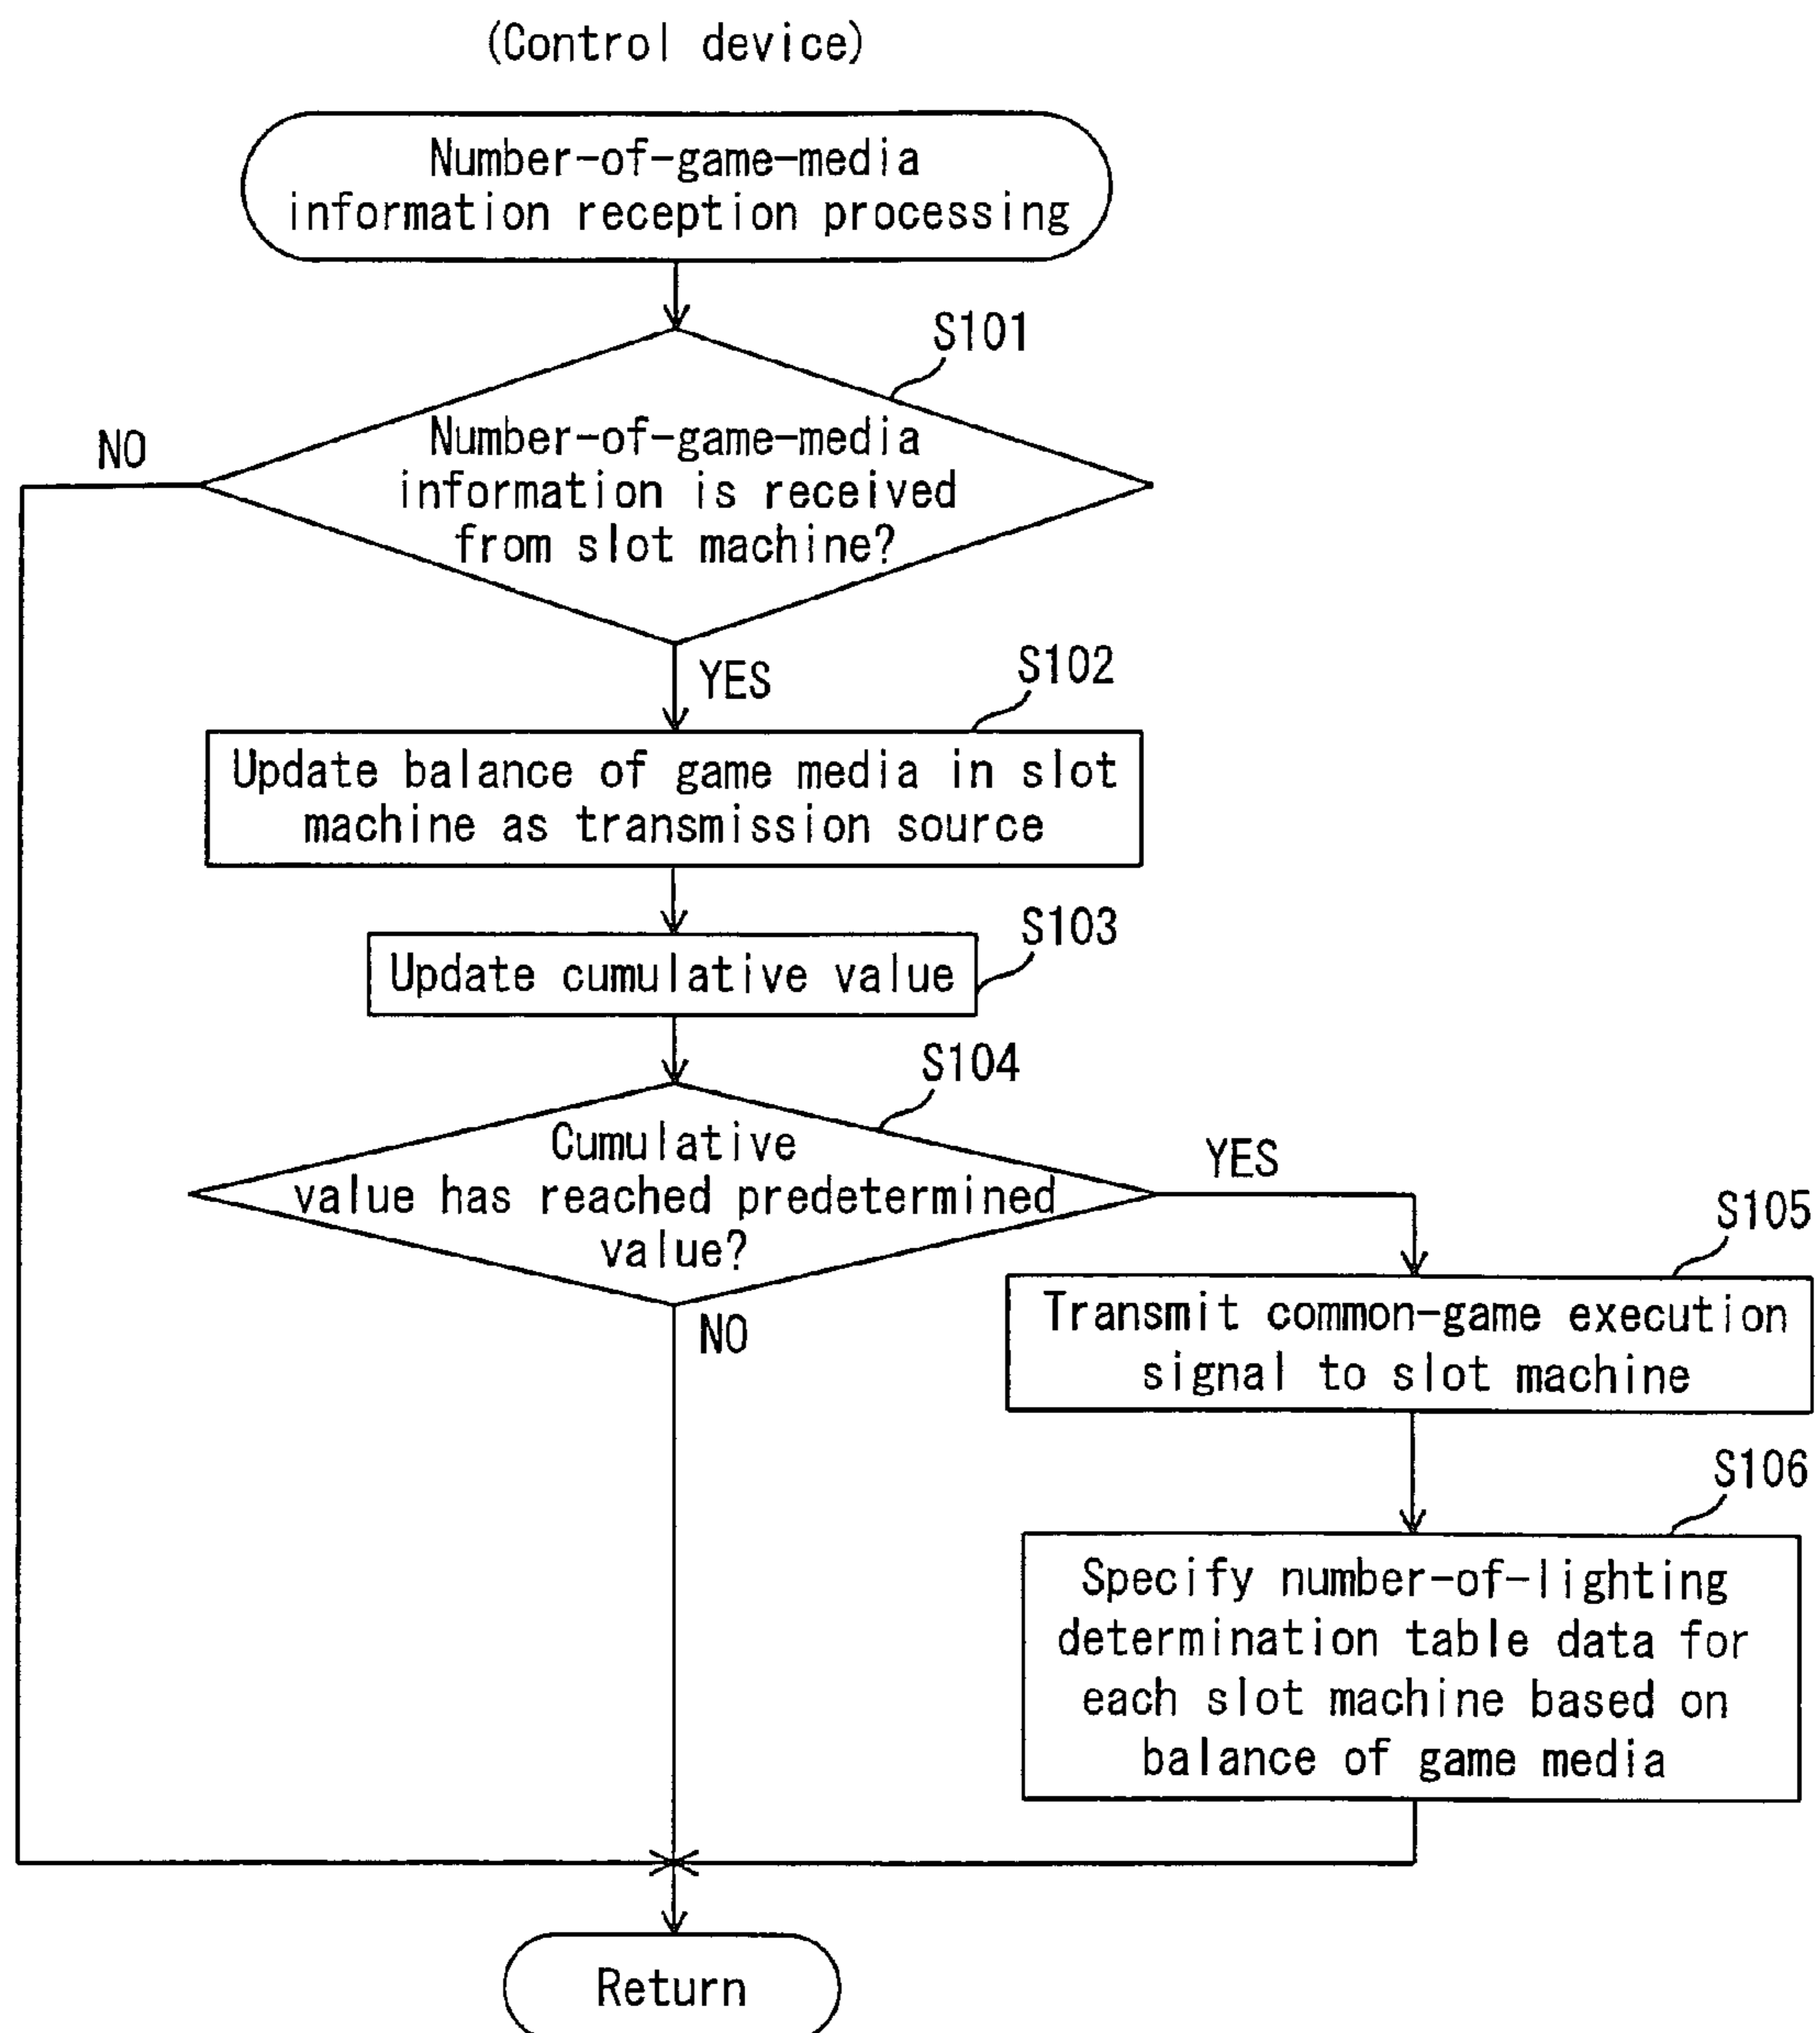 (Control device)
Number-of-game-media
information reception processing
S101
NO
Number-of-game-media
information is received
from slot machine?
YES
S102
Update balance of game media in slot
machine as transmission source
S103
Update cumulative value
S104
Cumulative
value has reached predetermined
value?
YES
NO
S105
Transmit common-game execution
signal to slot machine
S106
Specify number-of-lighting
determination table data for
each slot machine based on
balance of game media
Return